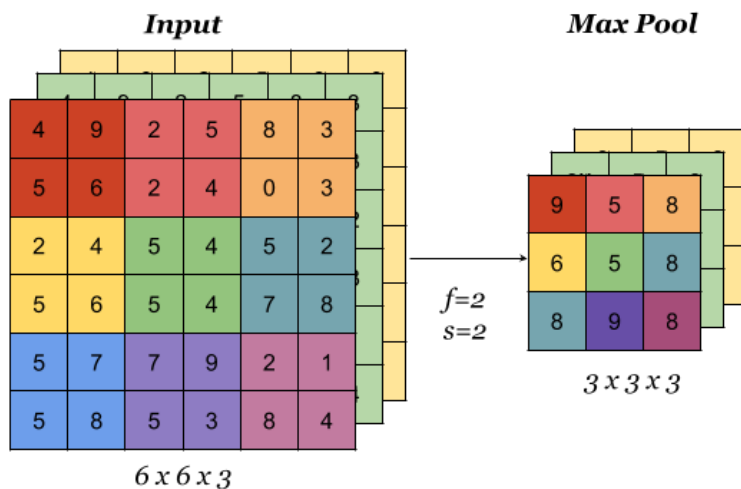 Input
Max Pool
4 9 2 5 8 3
5 6 2 4 0 3
2 4 5 4 5 2
5 6 5 4 7 8
5 7 7 9 2 1
5 8 5 3 8 4
6 x 6 x 3
f=2
s=2
9 5 8
6 5 8
8 9 8
3 x 3 x 3